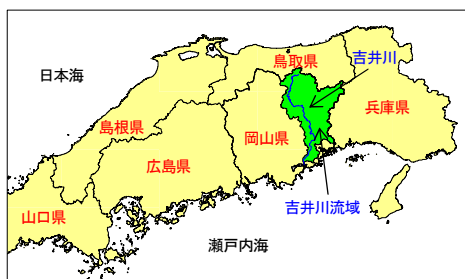 鳥取県
吉井川
日本海
兵庫県
島根県
岡山県
広島県
吉井川流域
山口県
瀬戸内海